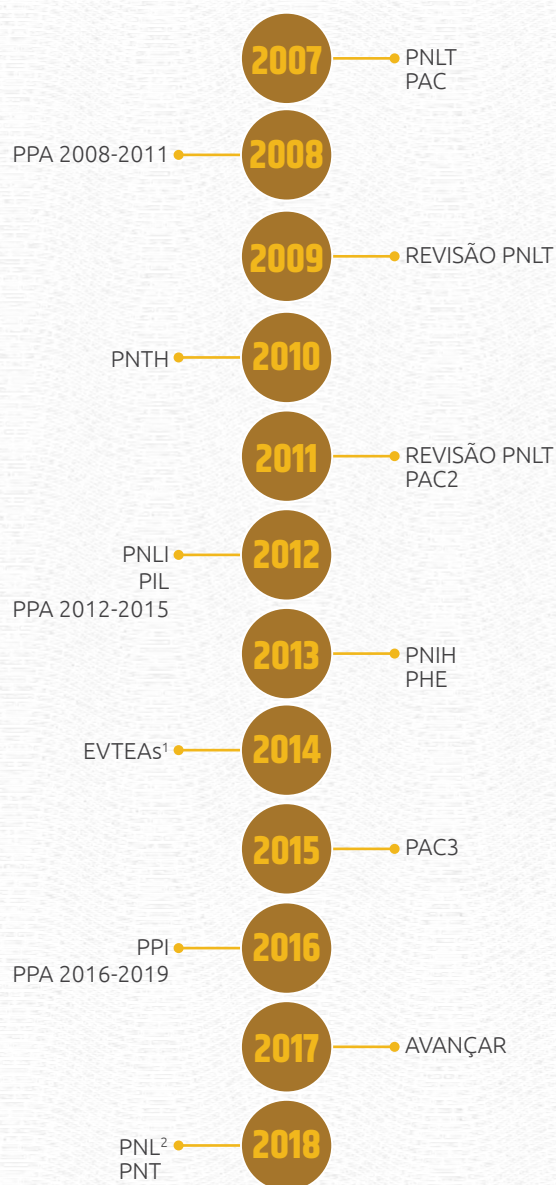 2007
PNLT
PAC
PPA 2008-2011
2008
2009
REVISÃO PNLT
PNTH
2010
2011
REVISÃO PNLT
PAC2
PNLI
PIL
PPA 2012-2015
2012
2013
PNIH
PHE
EVTEAs¹
2014
2015
PAC3
PPI
PPA 2016-2019
2016
2017
AVANÇAR
PNL²
PNT
2018